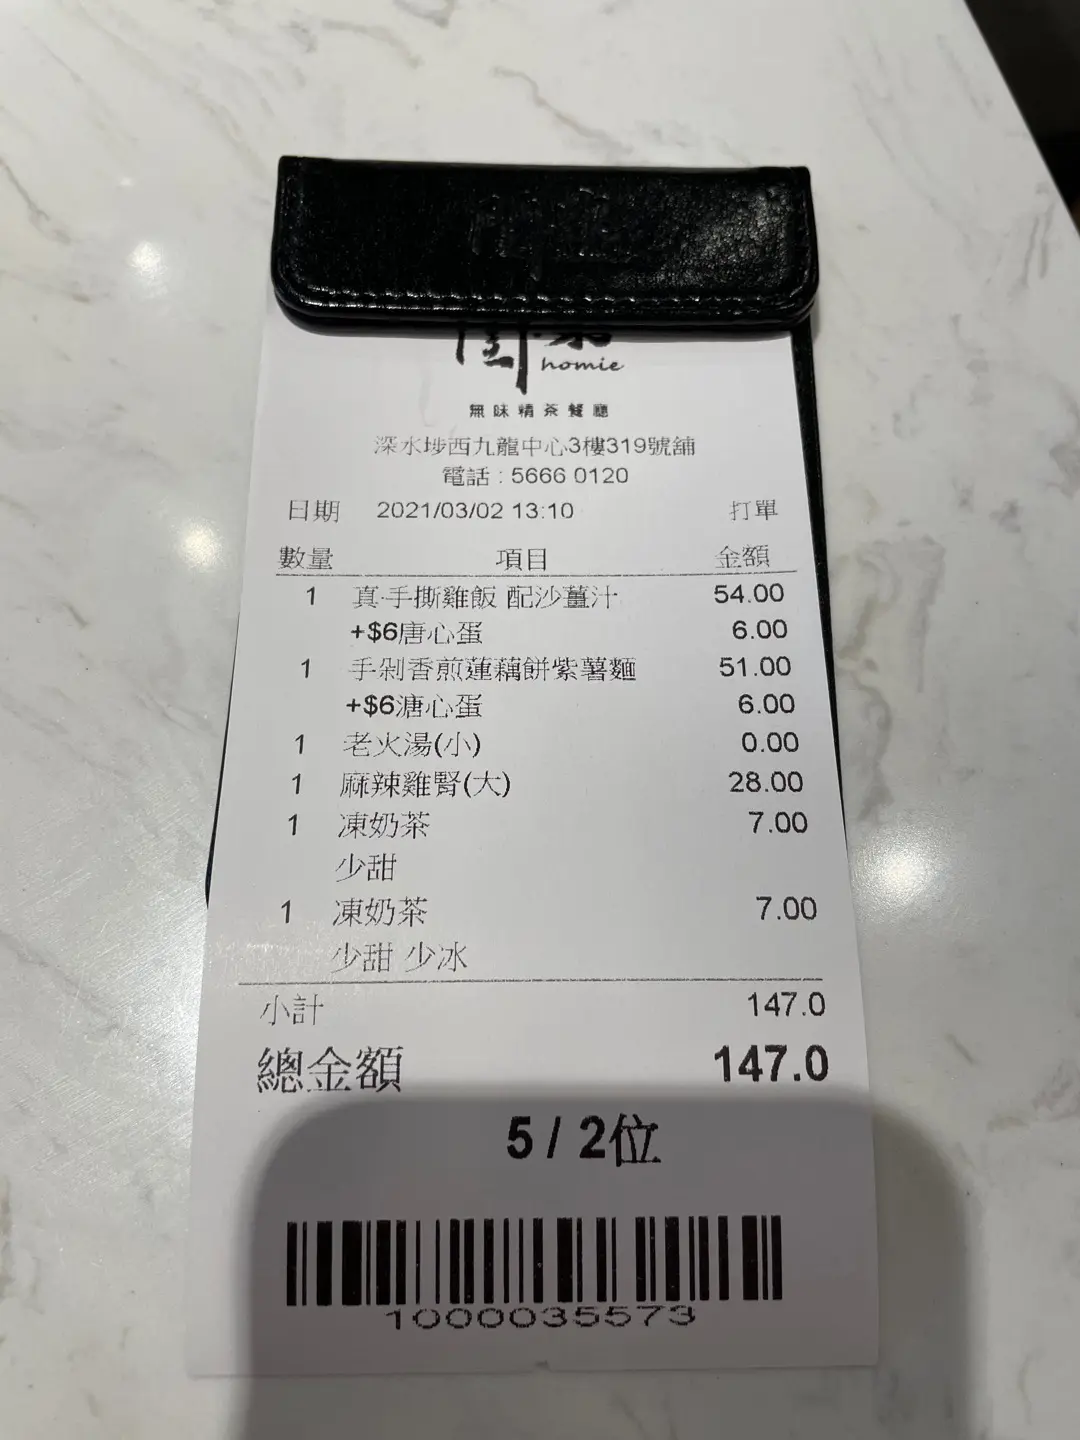 homie
無味精茶餐廳
深水埗西九龍中心3樓319號舖
電話 : 5666 0120
日期 2021/03/02 13:10 打單
數量 項目 金額
1 真·手撕雞飯 配沙薑汁 54.00
+$6唐心蛋 6.00
1 手剁香煎蓮藕餅紫薯麵 51.00
+$6溏心蛋 6.00
1 老火湯(小) 0.00
1 麻辣雞腎(大) 28.00
1 凍奶茶 7.00
少甜
1 凍奶茶 7.00
少甜 少冰
小計 147.0
總金額 147.0
5 / 2位
1000035573